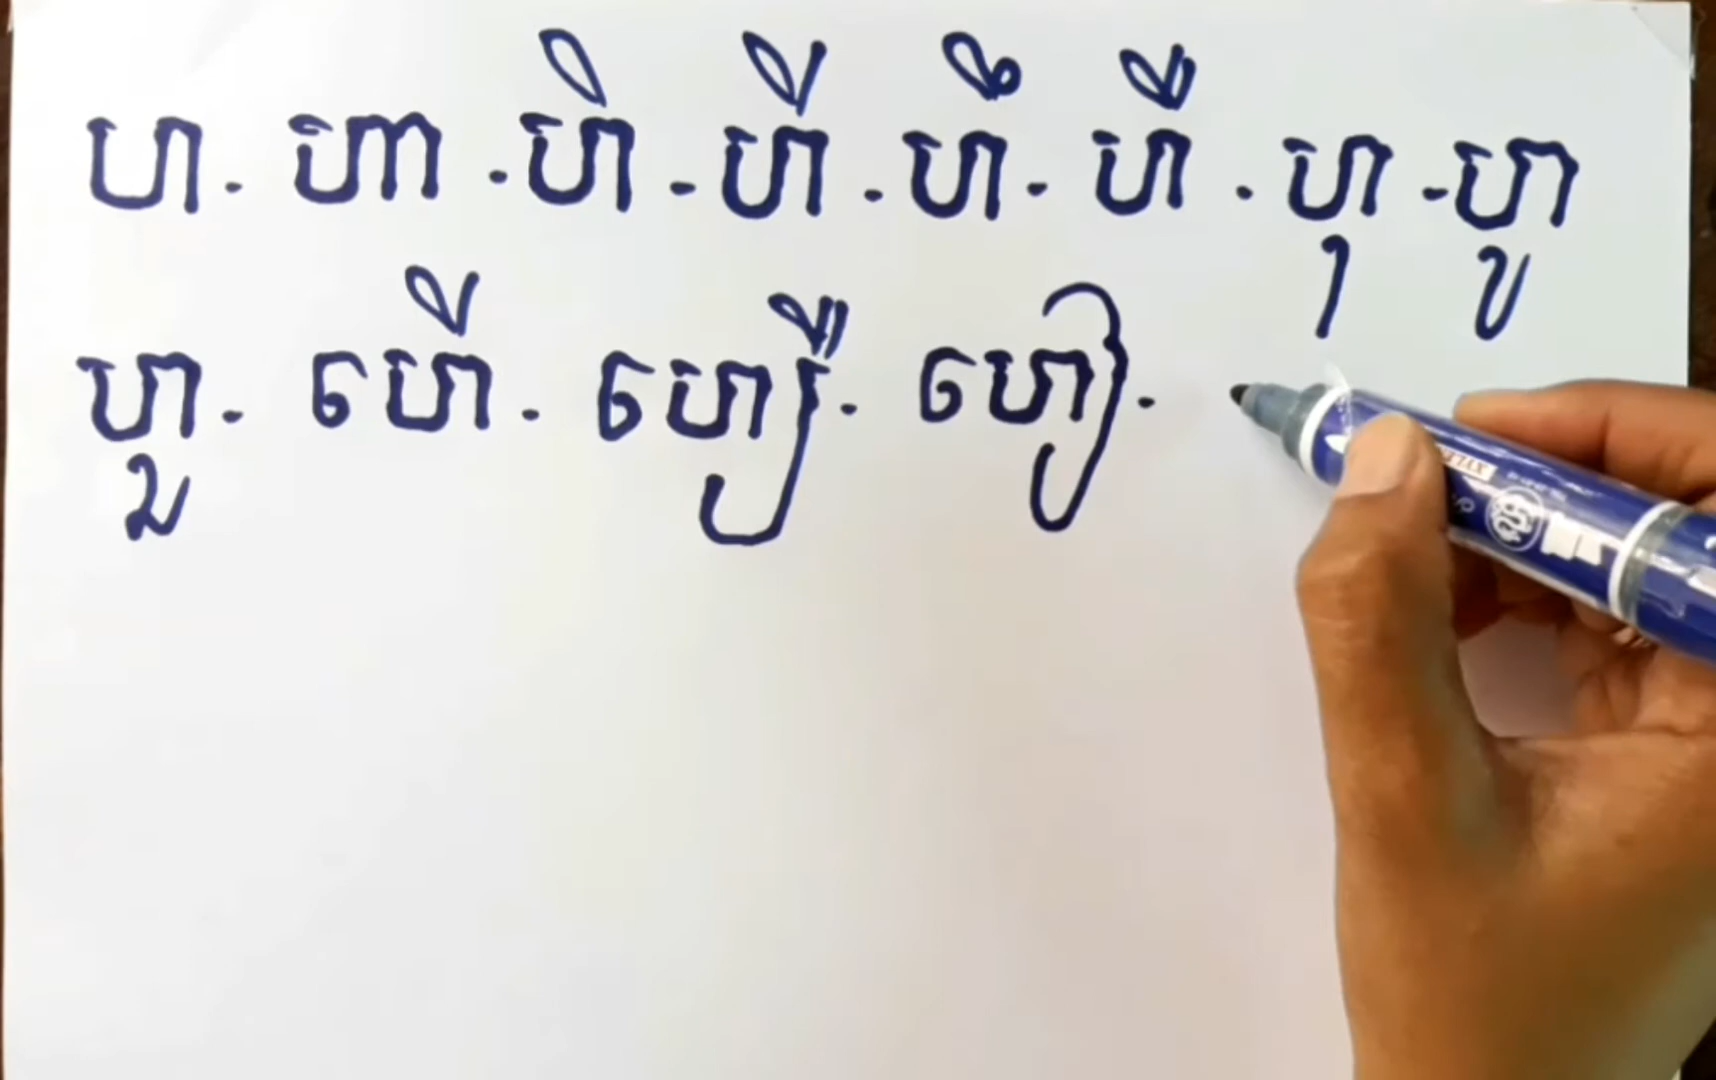 ហ . ហា . ហិ - ហី . ហឹ . ហឺ . ហុ - ហូ
ហួ . ហើ . ហឿ . ហៀ .